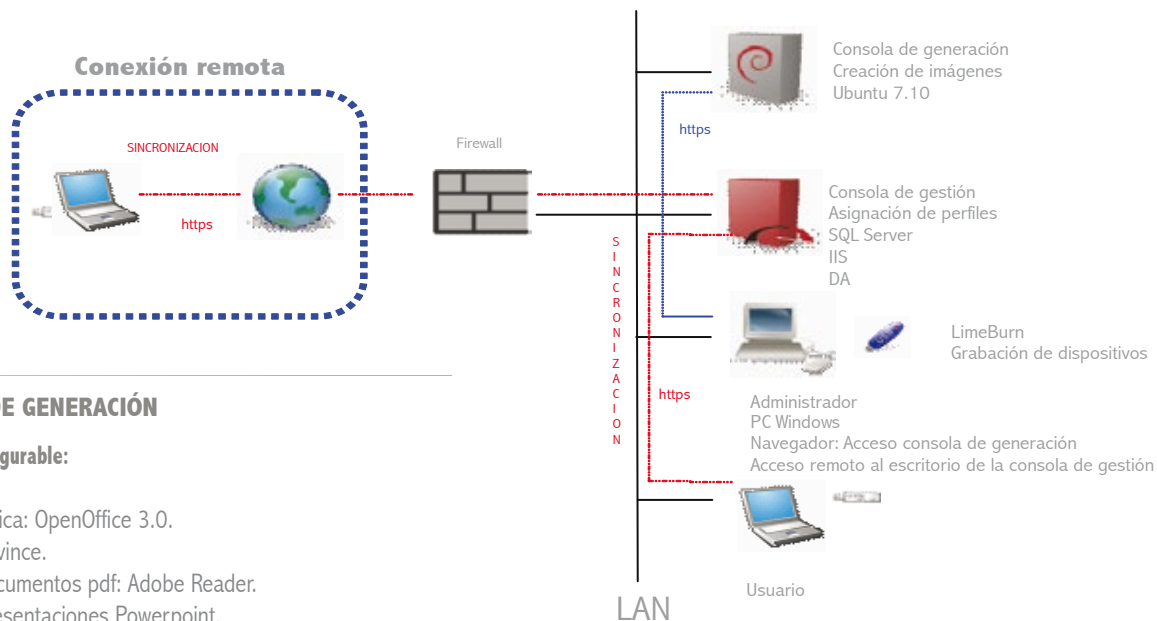 Conexión remota
SINCRONIZACION
https
Firewall
Consola de generación
Creación de imágenes
Ubuntu 7.10
https
Consola de gestión
Asignación de perfiles
SQL Server
IIS
DA
SINCRONIZACION
LimeBurn
Grabación de dispositivos
https
Administrador
PC Windows
Navegador: Acceso consola de generación
Acceso remoto al escritorio de la consola de gestión
Usuario
LAN
DE GENERACIÓN
gurable:
ica: OpenOffice 3.0.
vince.
cumentos pdf: Adobe Reader.
esentaciones Powerpoint.